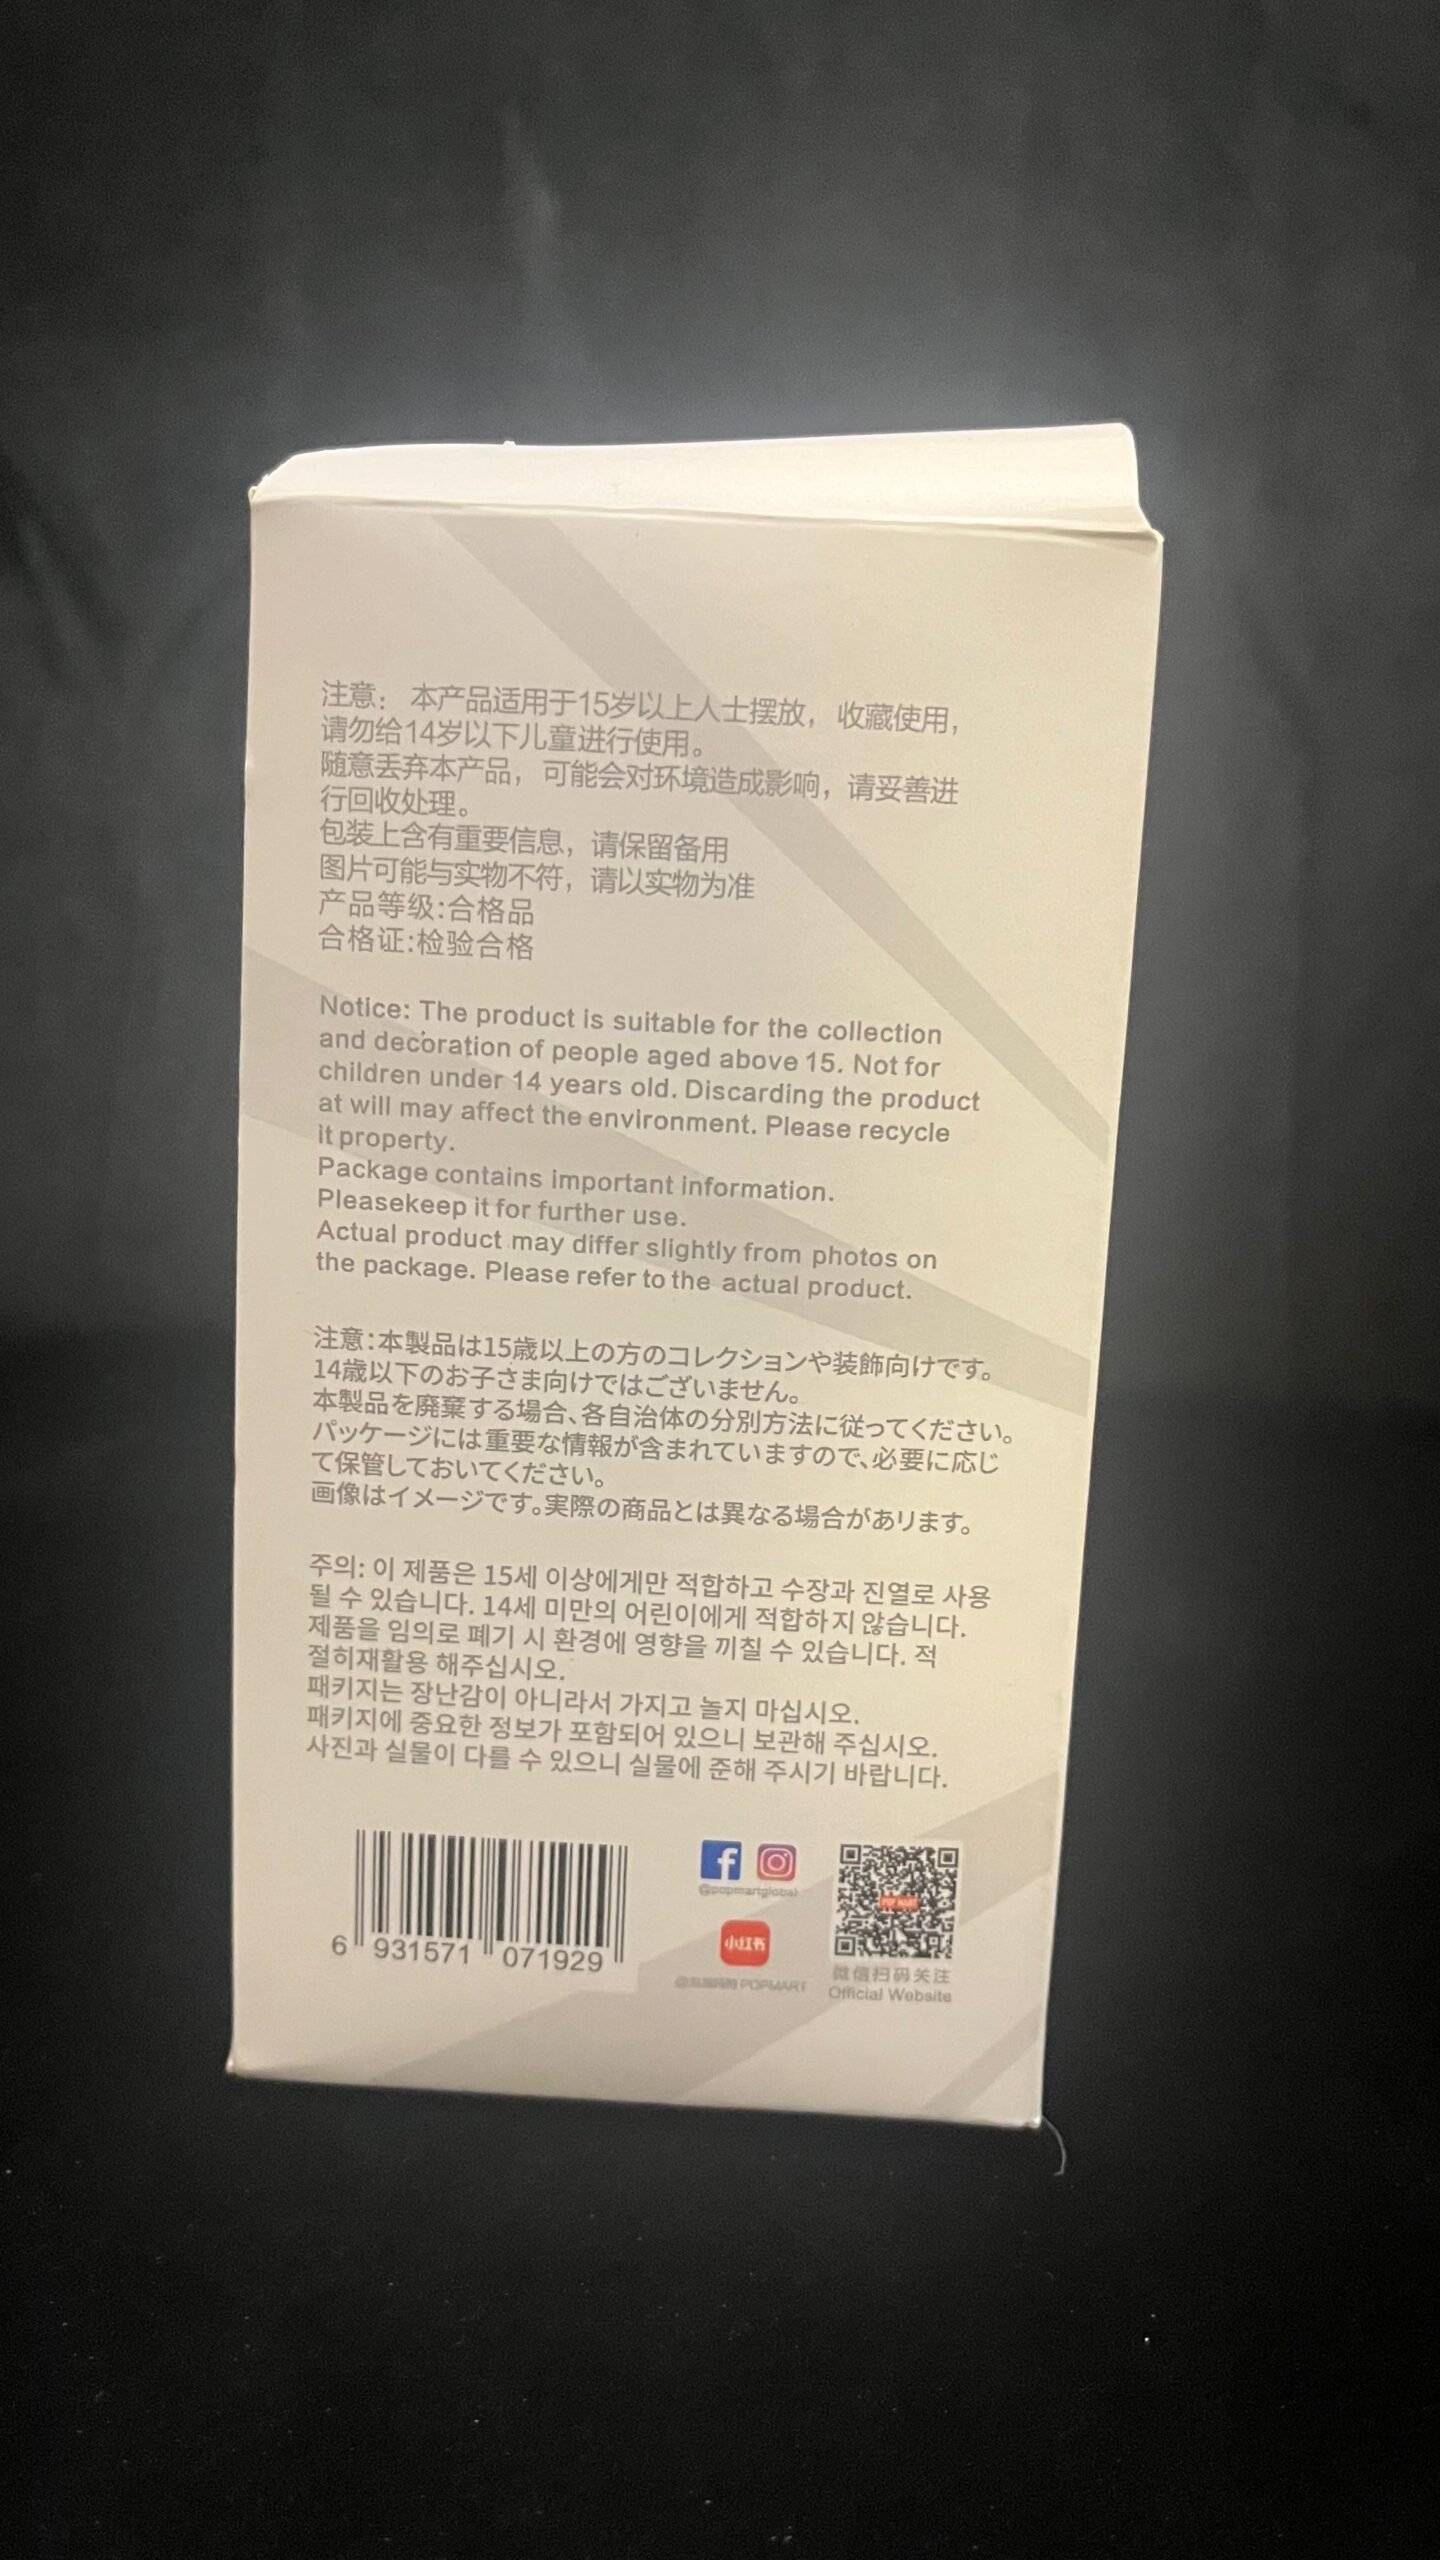 注意： 本产品适用于15岁以上人士摆放， 收藏使用，
请勿给14岁以下儿童进行使用。
随意丢弃本产品，可能会对环境造成影响，请妥善进
行回收处理。
包装上含有重要信息，请保留备用
图片可能与实物不符，请以实物为准
产品等级:合格品
合格证:检验合格
Notice: The product is suitable for the collection
and decoration of people aged above 15. Not for
children under 14 years old. Discarding the product
at will may affect the environment. Please recycle
it property.
Package contains important information.
Pleasekeep it for further use.
Actual product may differ slightly from photos on
the package. Please refer to the actual product.
注意:本製品は15歳以上の方のコレクションや装飾向けです。
14歳以下のお子さま向けではございません。
本製品を廃棄する場合、各自治体の分別方法に従ってください。
パッケージには重要な情報が含まれていますので、必要に応じ
て保管しておいてください。
画像はイメージです。実際の商品とは異なる場合があリます。
주의: 이 제품은 15세 이상에게만 적합하고 수장과 진열로 사용
될 수 있습니다. 14세 미만의 어린이에게 적합하지 않습니다.
제품을 임의로 폐기 시 환경에 영향을 끼칠 수 있습니다. 적
절히재활용 해주십시오.
패키지는 장난감이 아니라서 가지고 놀지 마십시오.
패키지에 중요한 정보가 포함되어 있으니 보관해 주십시오.
사진과 실물이 다를 수 있으니 실물에 준해 주시기 바랍니다.
6 931571 071929
@popmartglobal
小红书
POPMART
POP MART
微信扫码关注
Official Website